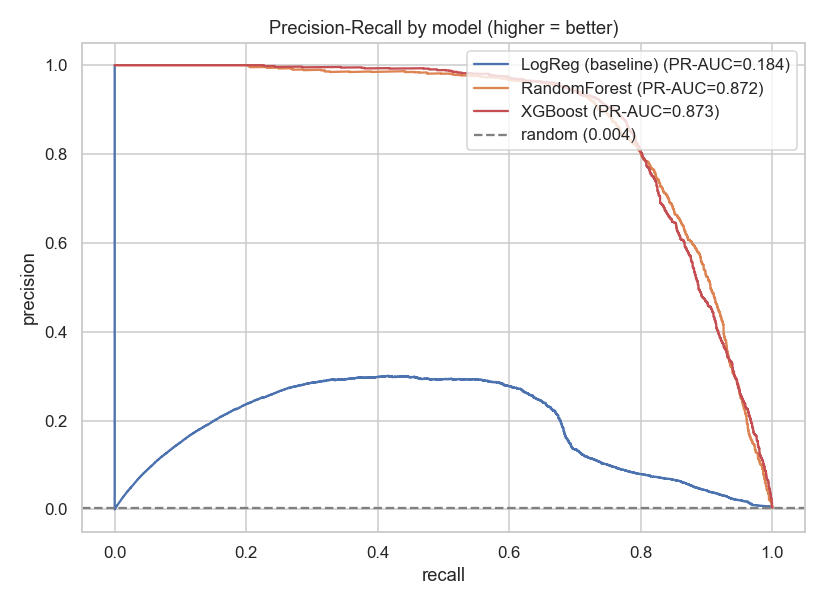 Precision-Recall by model (higher = better)
LogReg (baseline) (PR-AUC=0.184)
RandomForest (PR-AUC=0.872)
XGBoost (PR-AUC=0.873)
random (0.004)
precision
1.0
0.8
0.6
0.4
0.2
0.0
0.0 0.2 0.4 0.6 0.8 1.0
recall